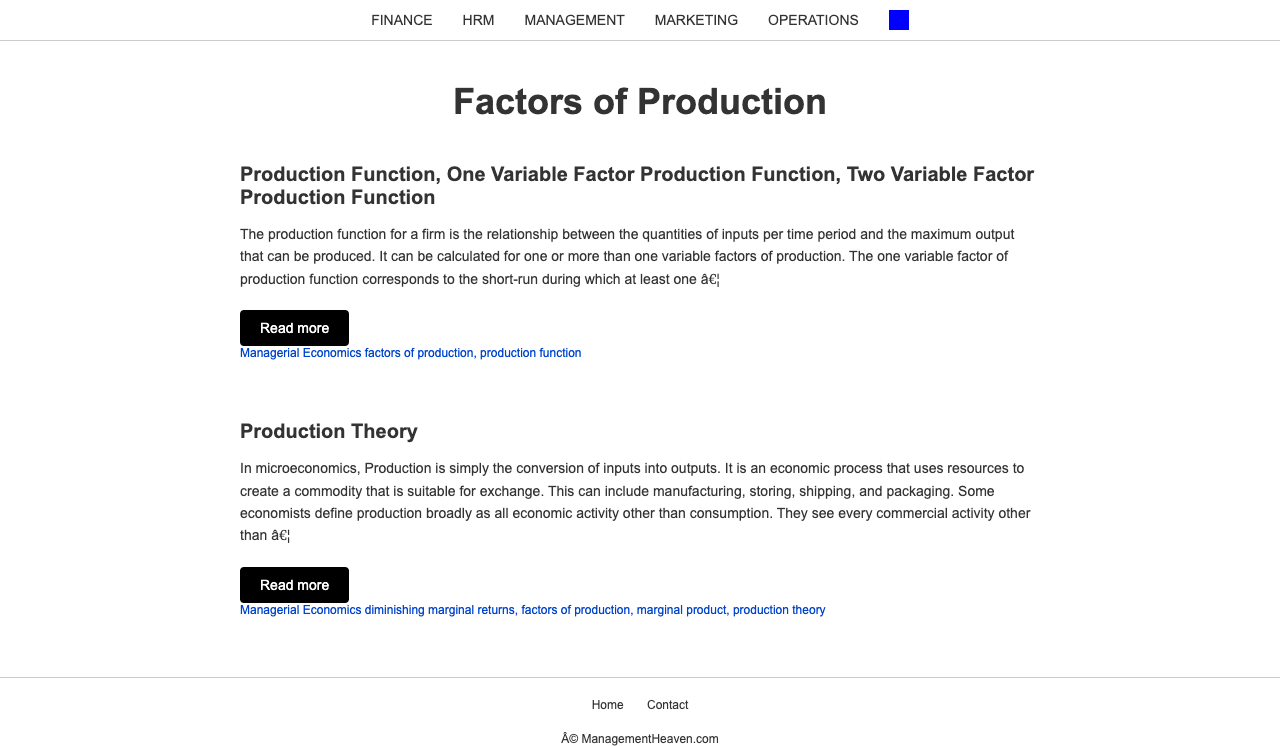 FINANCE HRM MANAGEMENT MARKETING OPERATIONS
Factors of Production
Production Function, One Variable Factor Production Function, Two Variable Factor
Production Function
The production function for a firm is the relationship between the quantities of inputs per time period and the maximum output
that can be produced. It can be calculated for one or more than one variable factors of production. The one variable factor of
production function corresponds to the short-run during which at least one â€¦
Read more
Managerial Economics factors of production, production function
Production Theory
In microeconomics, Production is simply the conversion of inputs into outputs. It is an economic process that uses resources to
create a commodity that is suitable for exchange. This can include manufacturing, storing, shipping, and packaging. Some
economists define production broadly as all economic activity other than consumption. They see every commercial activity other
than â€¦
Read more
Managerial Economics diminishing marginal returns, factors of production, marginal product, production theory
Home Contact
Â© ManagementHeaven.com